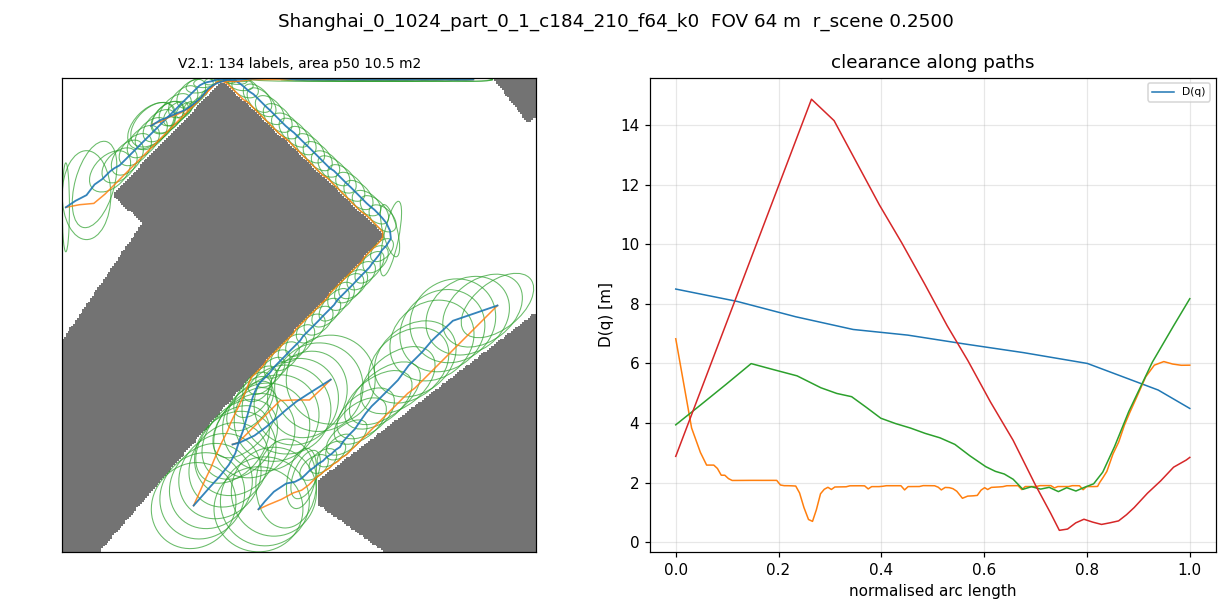 Shanghai_0_1024_part_0_1_c184_210_f64_k0 FOV 64 m r_scene 0.2500
V2.1: 134 labels, area p50 10.5 m2
clearance along paths
D(q)
D(q) [m]
14
12
10
8
6
4
2
0
0.0 0.2 0.4 0.6 0.8 1.0
normalised arc length